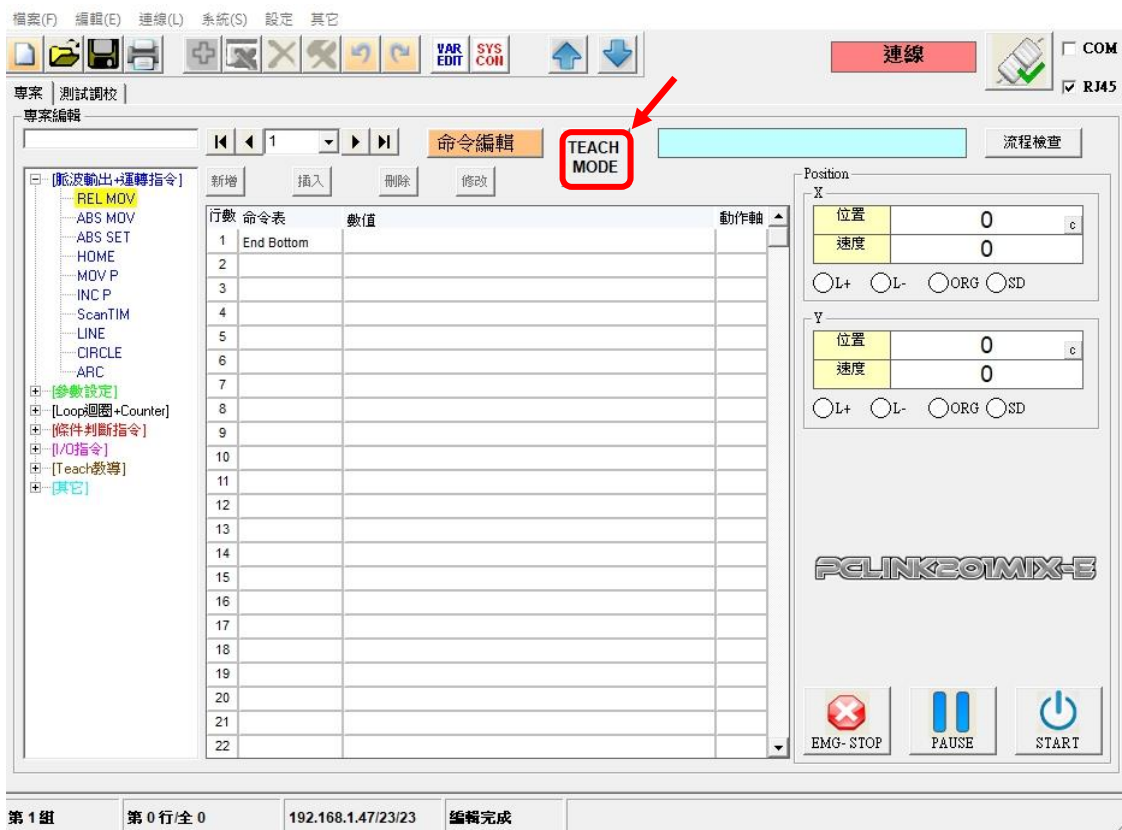 檔案(F) 編輯(E) 連線(L) 系統(S) 設定 其它
VAR EDIT
SYS CON
連線
COM
RJ45
專案 測試調校
專案編輯
1
命令編輯
TEACH
MODE
流程檢查
[脈波輸出+運轉指令]
REL MOV
ABS MOV
ABS SET
HOME
MOV P
INC P
ScanTIM
LINE
CIRCLE
ARC
[參數設定]
[Loop迴圈+Counter]
[條件判斷指令]
[I/O指令]
[Teach教導]
[其它]
新增 插入 刪除 修改
行數 命令表 數值 動作軸
1 End Bottom
2
3
4
5
6
7
8
9
10
11
12
13
14
15
16
17
18
19
20
21
22
Position
X
位置 0 c
速度 0
L+ L- ORG SD
Y
位置 0 c
速度 0
L+ L- ORG SD
PCLINK201MIX-E
EMG-STOP PAUSE START
第 1 組 第 0 行/全 0 192.168.1.47/23/23 編輯完成